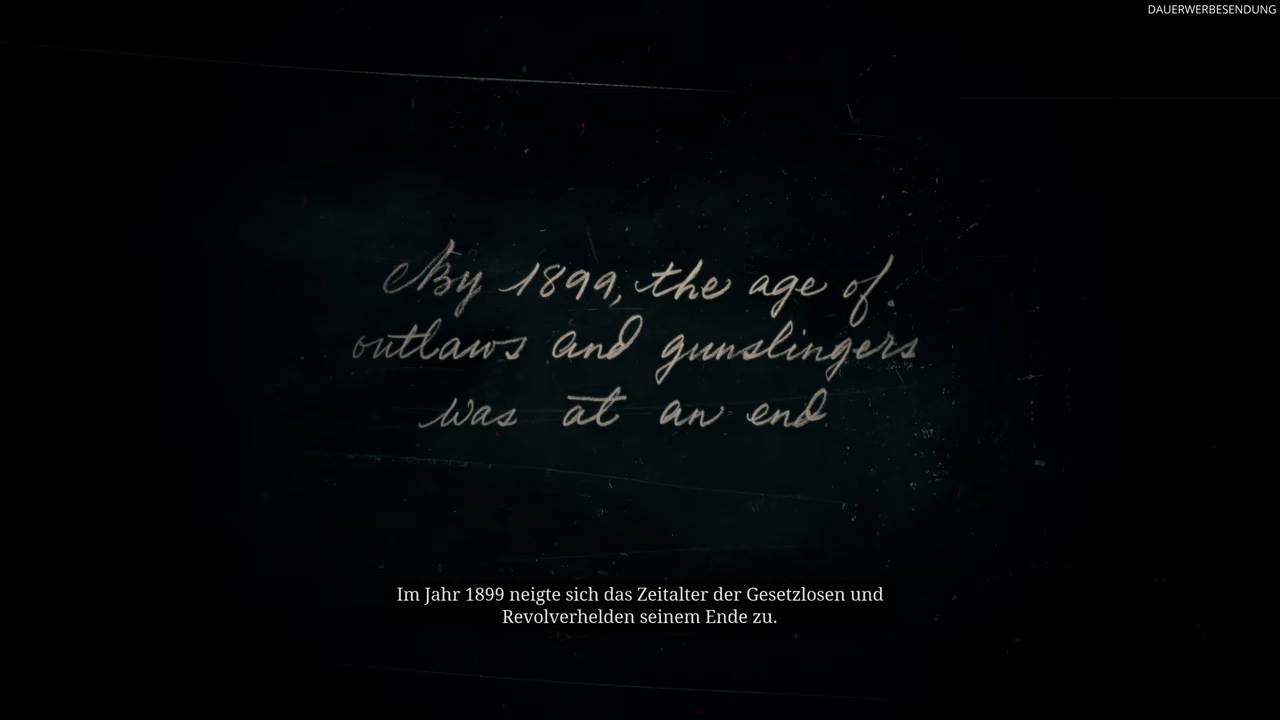 DAUERWERBESENDUNG
By 1899, the age of
outlaws and gunslingers
was at an end
Im Jahr 1899 neigte sich das Zeitalter der Gesetzlosen und
Revolverhelden seinem Ende zu.